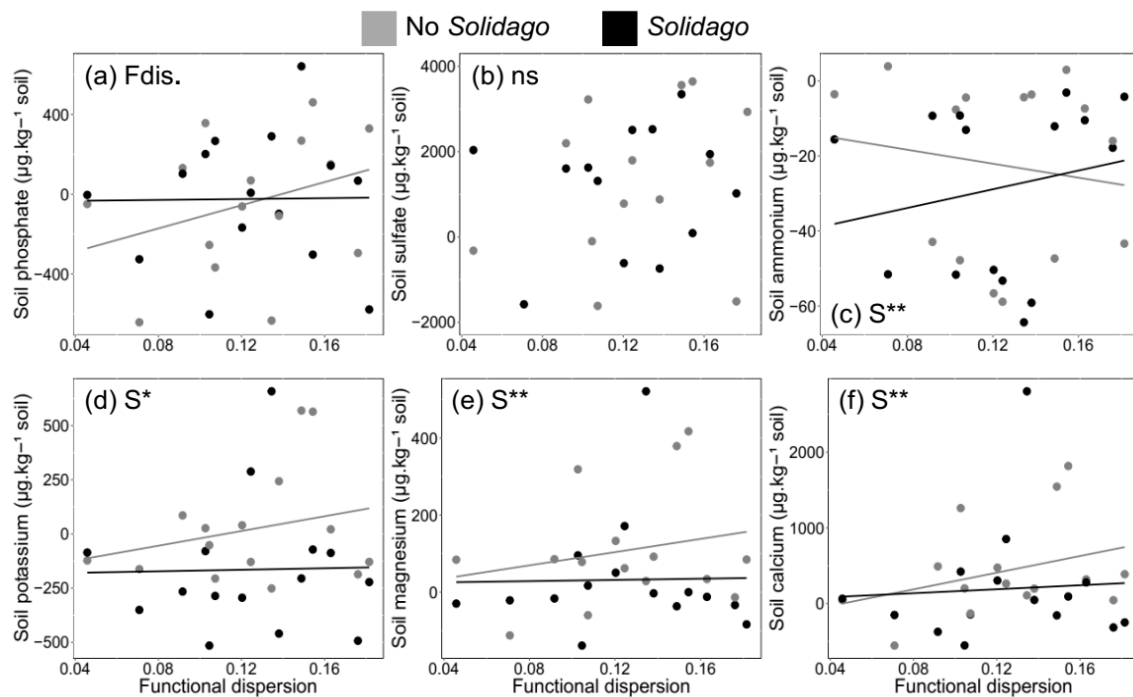 No Solidago Solidago
(a) Fdis.
Soil phosphate (µg.kg⁻¹ soil)
400
0
−400
0.04 0.08 0.12 0.16
(b) ns
Soil sulfate (µg.kg⁻¹ soil)
4000
2000
0
−2000
0.04 0.08 0.12 0.16
(c) S**
Soil ammonium (µg.kg⁻¹ soil)
0
−20
−40
−60
0.04 0.08 0.12 0.16
(d) S*
Soil potassium (µg.kg⁻¹ soil)
500
250
0
−250
−500
0.04 0.08 0.12 0.16
Functional dispersion
(e) S**
Soil magnesium (µg.kg⁻¹ soil)
400
200
0
0.04 0.08 0.12 0.16
Functional dispersion
(f) S**
Soil calcium (µg.kg⁻¹ soil)
2000
1000
0
0.04 0.08 0.12 0.16
Functional dispersion